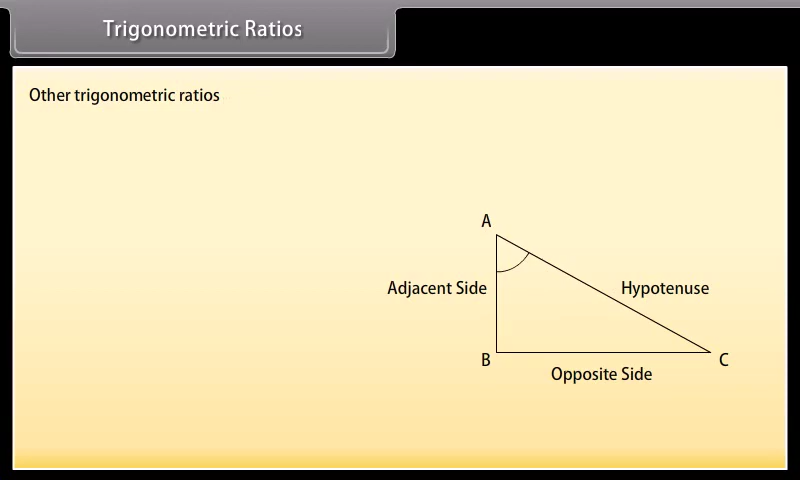 Trigonometric Ratios
Other trigonometric ratios
A
Adjacent Side
Hypotenuse
B
C
Opposite Side